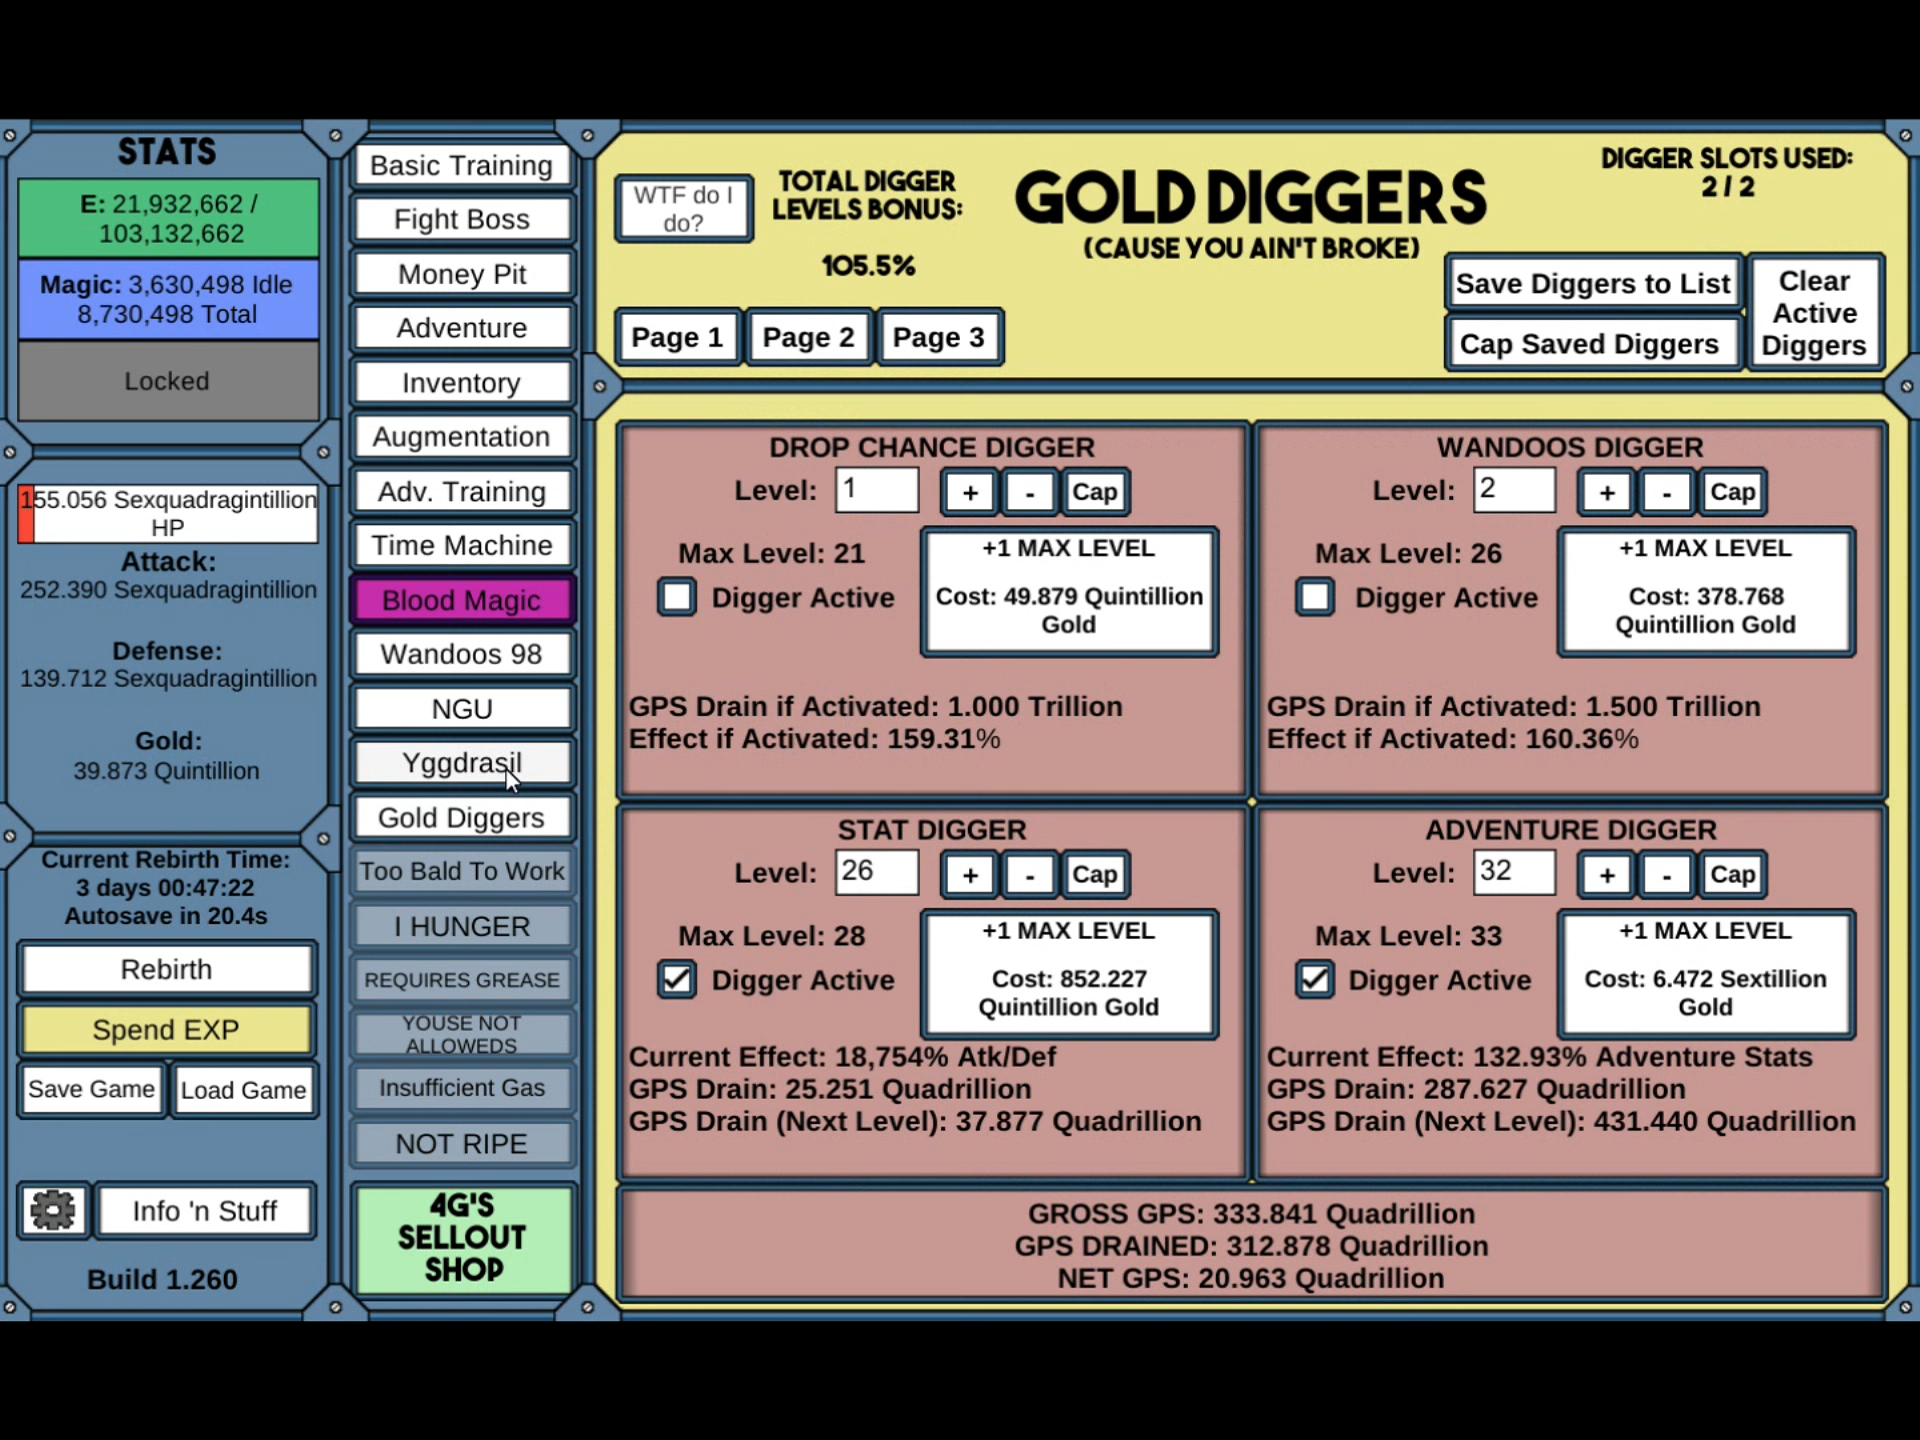 STATS
E: 21,932,662 /
103,132,662
Magic: 3,630,498 Idle
8,730,498 Total
Locked
155.056 Sexquadragintillion
HP
Attack:
252.390 Sexquadragintillion
Defense:
139.712 Sexquadragintillion
Gold:
39.873 Quintillion
Current Rebirth Time:
3 days 00:47:22
Autosave in 20.4s
Rebirth
Spend EXP
Save Game
Load Game
Info 'n Stuff
Build 1.260
Basic Training
Fight Boss
Money Pit
Adventure
Inventory
Augmentation
Adv. Training
Time Machine
Blood Magic
Wandoos 98
NGU
Yggdrasil
Gold Diggers
Too Bald To Work
I HUNGER
REQUIRES GREASE
YOUSE NOT
ALLOWEDS
Insufficient Gas
NOT RIPE
4G'S
SELLOUT
SHOP
WTF do I
do?
TOTAL DIGGER
LEVELS BONUS:
105.5%
GOLD DIGGERS
(CAUSE YOU AIN'T BROKE)
DIGGER SLOTS USED:
2 / 2
Page 1
Page 2
Page 3
Save Diggers to List
Cap Saved Diggers
Clear
Active
Diggers
DROP CHANCE DIGGER
Level: 1 + - Cap
Max Level: 21
Digger Active
+1 MAX LEVEL
Cost: 49.879 Quintillion
Gold
GPS Drain if Activated: 1.000 Trillion
Effect if Activated: 159.31%
WANDOOS DIGGER
Level: 2 + - Cap
Max Level: 26
Digger Active
+1 MAX LEVEL
Cost: 378.768
Quintillion Gold
GPS Drain if Activated: 1.500 Trillion
Effect if Activated: 160.36%
STAT DIGGER
Level: 26 + - Cap
Max Level: 28
Digger Active
+1 MAX LEVEL
Cost: 852.227
Quintillion Gold
Current Effect: 18,754% Atk/Def
GPS Drain: 25.251 Quadrillion
GPS Drain (Next Level): 37.877 Quadrillion
ADVENTURE DIGGER
Level: 32 + - Cap
Max Level: 33
Digger Active
+1 MAX LEVEL
Cost: 6.472 Sextillion
Gold
Current Effect: 132.93% Adventure Stats
GPS Drain: 287.627 Quadrillion
GPS Drain (Next Level): 431.440 Quadrillion
GROSS GPS: 333.841 Quadrillion
GPS DRAINED: 312.878 Quadrillion
NET GPS: 20.963 Quadrillion